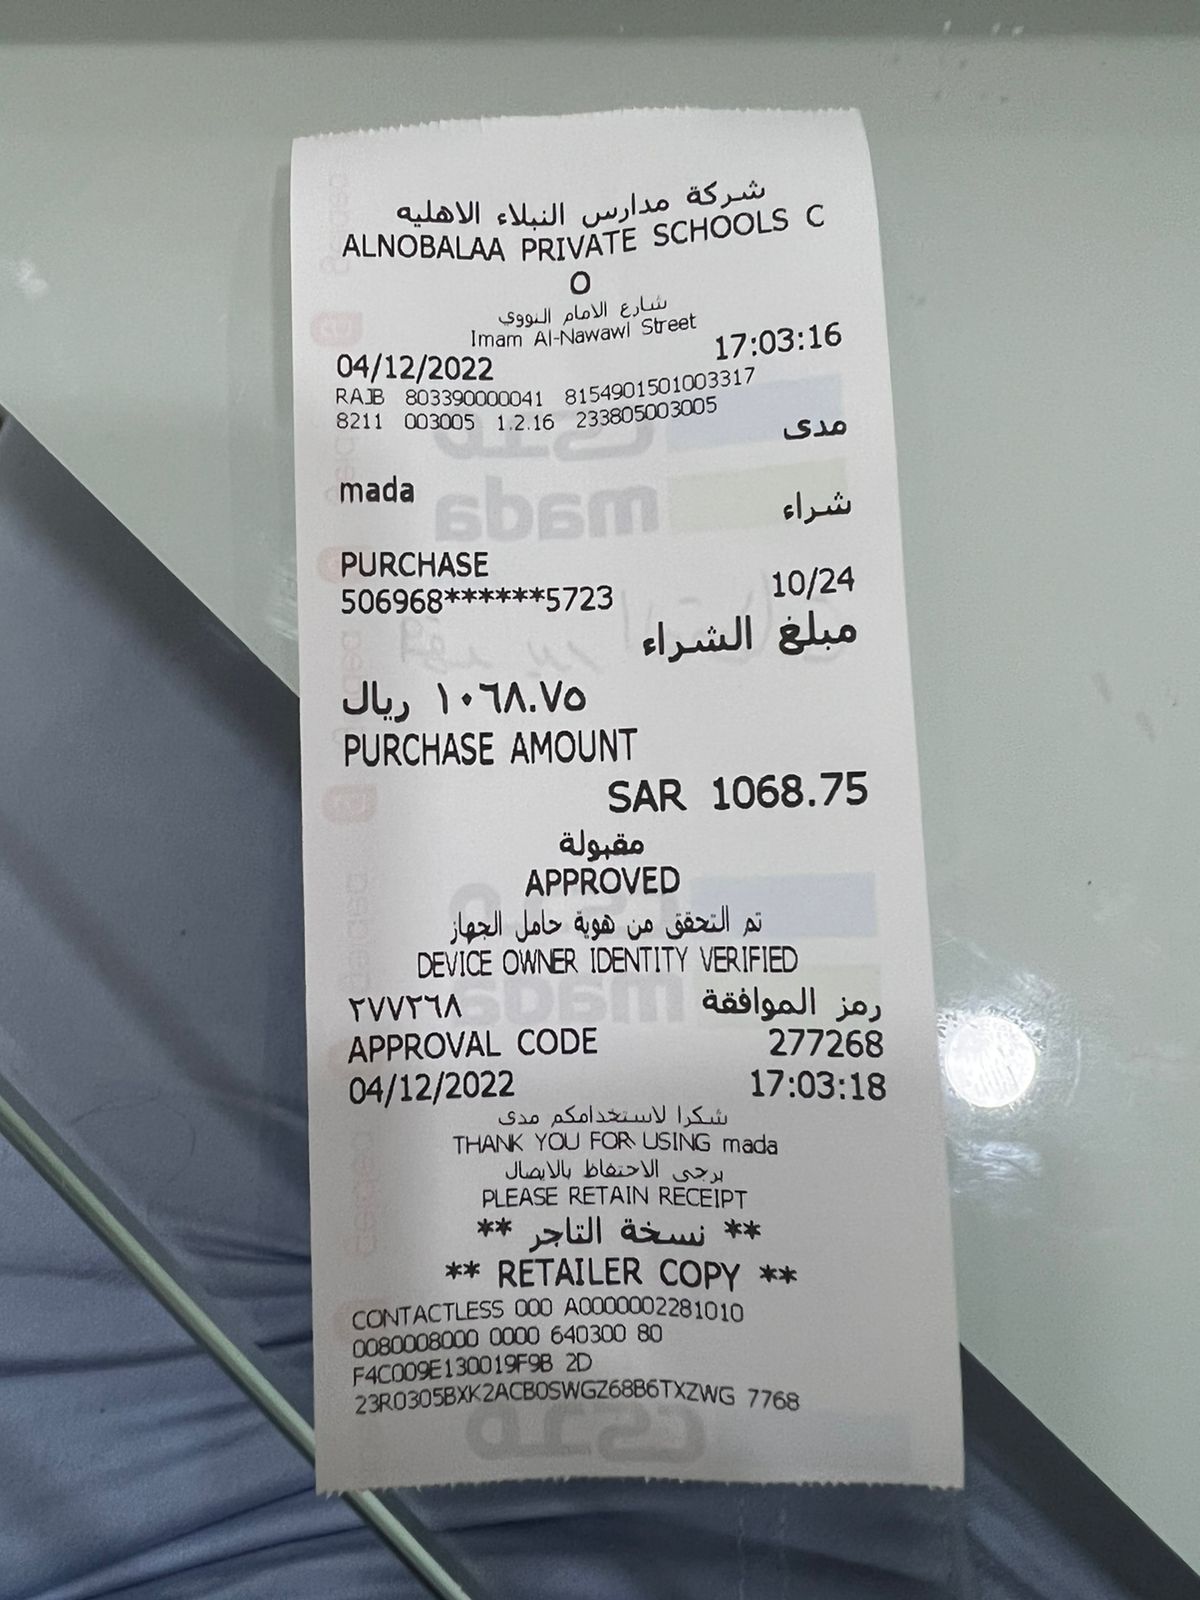 شركة مدارس النبلاء الاهليه
ALNOBALAA PRIVATE SCHOOLS C
O
شارع الامام النووي
Imam Al-Nawawi Street
04/12/2022 17:03:16
RAJB 803390000041 8154901501003317
8211 003005 1.2.16 233805003005
مدى
mada
شراء
PURCHASE
506968******5723 10/24
مبلغ الشراء
١٠٦٨.٧٥ ريال
PURCHASE AMOUNT
SAR 1068.75
مقبولة
APPROVED
تم التحقق من هوية حامل الجهاز
DEVICE OWNER IDENTITY VERIFIED
رمز الموافقة ٢٧٧٢٦٨
APPROVAL CODE 277268
04/12/2022 17:03:18
شكرا لاستخدامكم مدى
THANK YOU FOR USING mada
يرجى الاحتفاظ بالايصال
PLEASE RETAIN RECEIPT
** نسخة التاجر **
** RETAILER COPY **
CONTACTLESS 000 A0000002281010
0080008000 0000 640300 80
F4C009E130019F9B 2D
23R0305BXK2ACB0SWGZ68B6TXZWG 7768